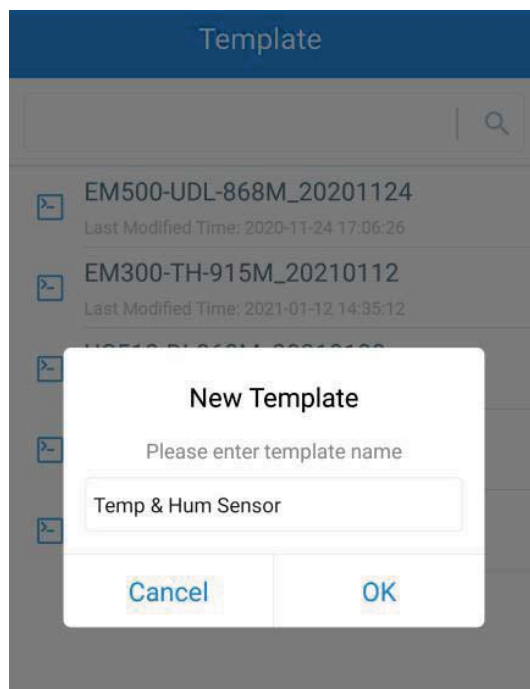 Template
EM500-UDL-868M_20201124
Last Modified Time: 2020-11-24 17:06:26
EM300-TH-915M_20210112
Last Modified Time: 2021-01-12 14:35:12
New Template
Please enter template name
Temp & Hum Sensor
Cancel
OK